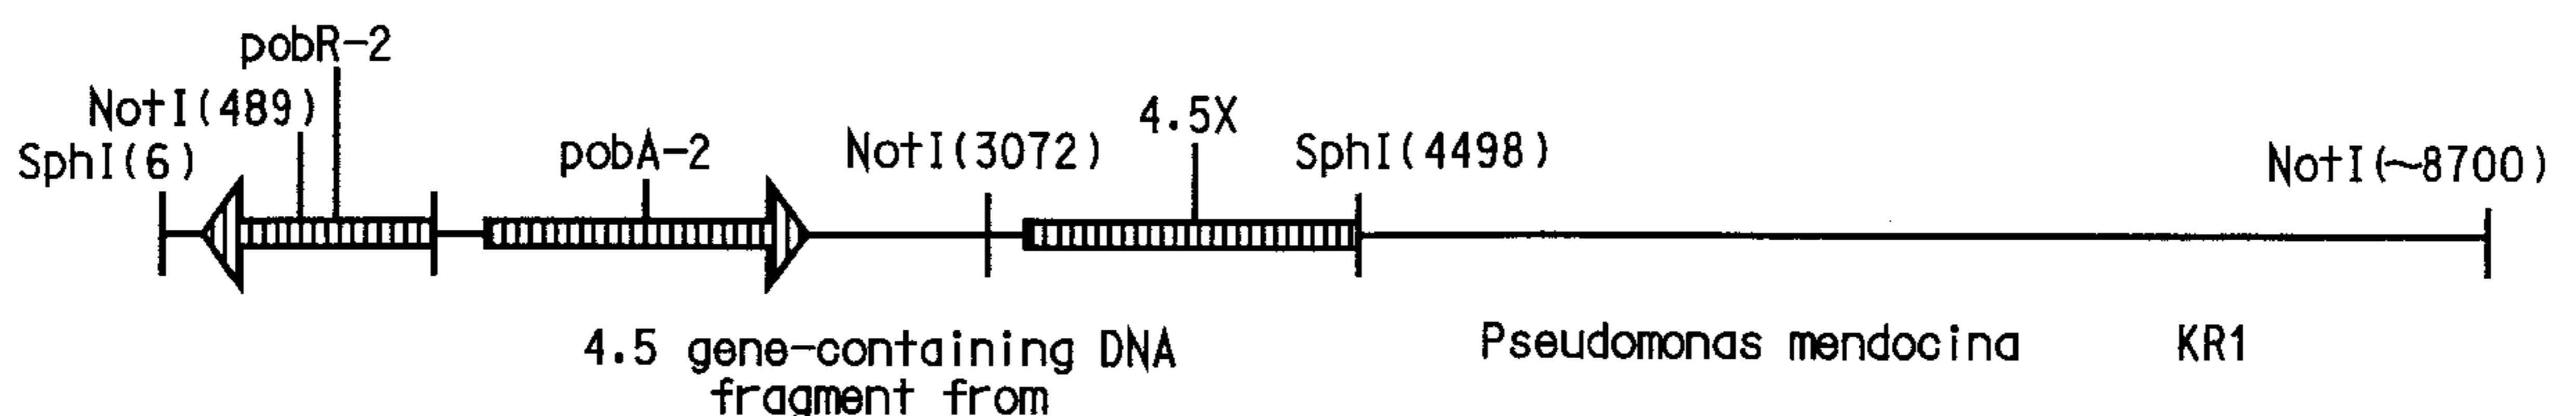 pobR-2
NotI(489)
SphI(6)
pobA-2
NotI(3072)
4.5X
SphI(4498)
NotI(~8700)
4.5 gene-containing DNA
fragment from
Pseudomonas mendocina KR1